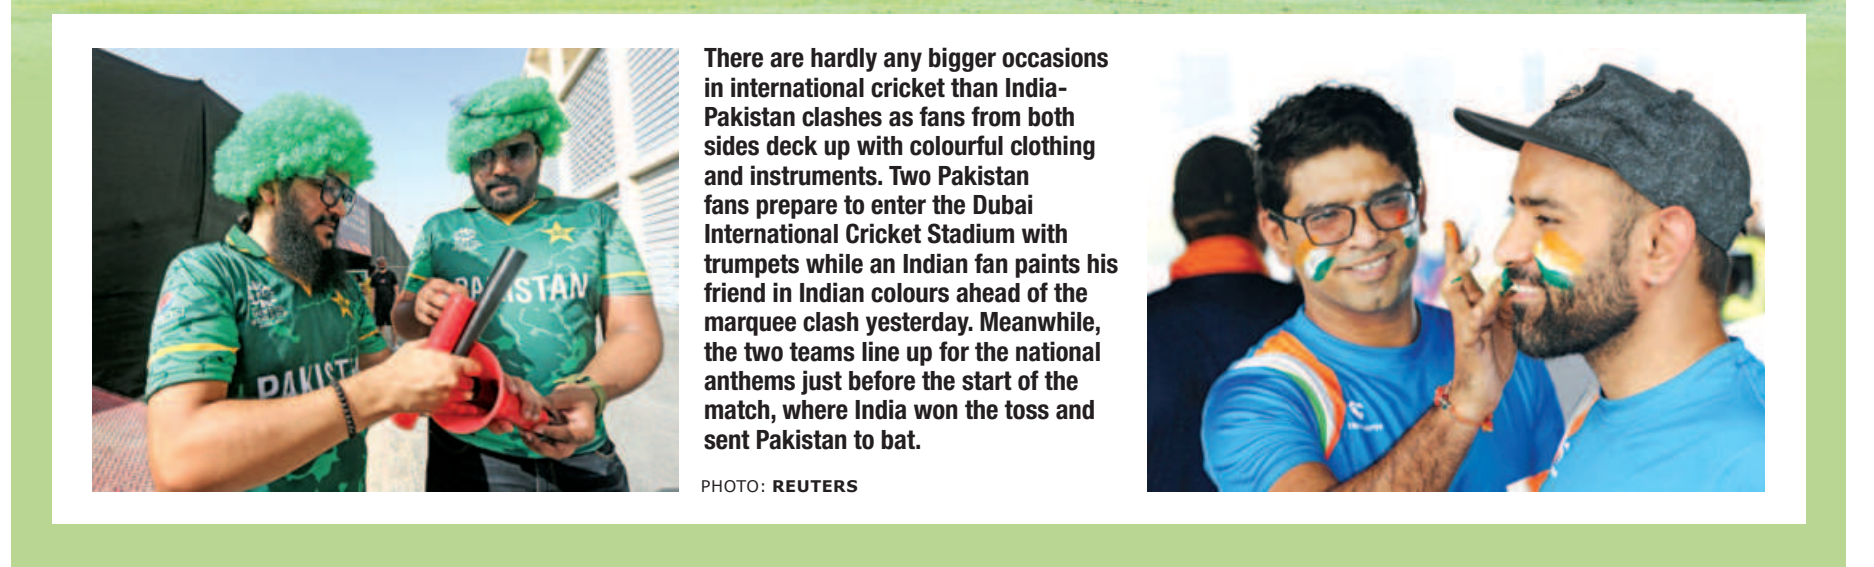 There are hardly any bigger occasions
in international cricket than India-
Pakistan clashes as fans from both
sides deck up with colourful clothing
and instruments. Two Pakistan
fans prepare to enter the Dubai
International Cricket Stadium with
trumpets while an Indian fan paints his
friend in Indian colours ahead of the
marquee clash yesterday. Meanwhile,
the two teams line up for the national
anthems just before the start of the
match, where India won the toss and
sent Pakistan to bat.
PHOTO: REUTERS
PAKISTAN
PAKIST